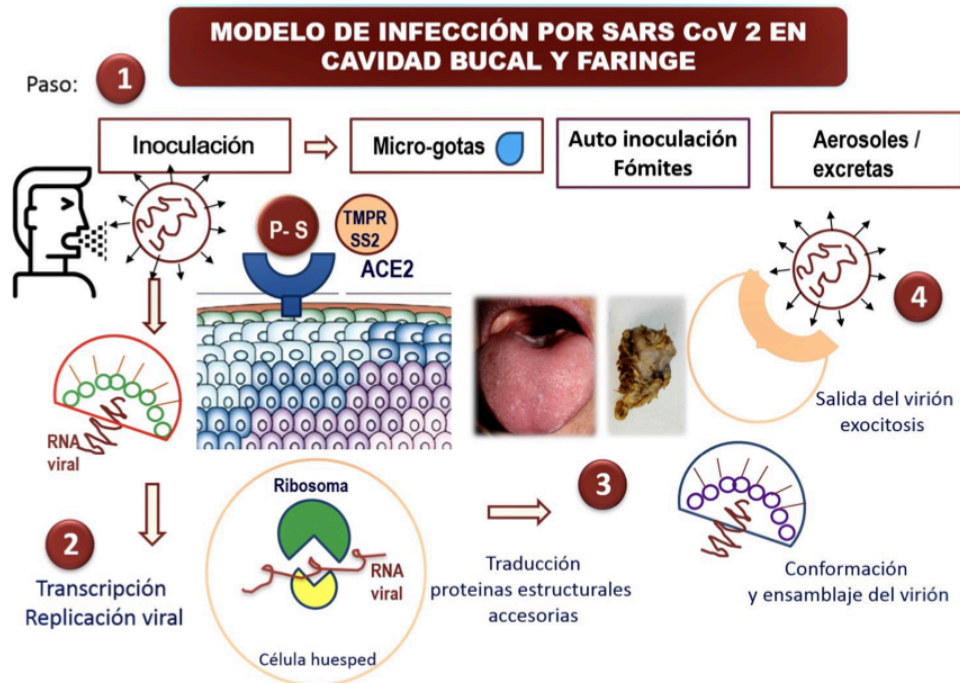 MODELO DE INFECCIÓN POR SARS CoV 2 EN
CAVIDAD BUCAL Y FARINGE
Paso:
1
Inoculación
Micro-gotas
Auto inoculación
Fómites
Aerosoles /
excretas
P- S
TMPR
SS2
ACE2
4
Salida del virión
exocitosis
RNA
viral
2
Transcripción
Replicación viral
Ribosoma
RNA
viral
Célula huesped
3
Traducción
proteinas estructurales
accesorias
Conformación
y ensamblaje del virión